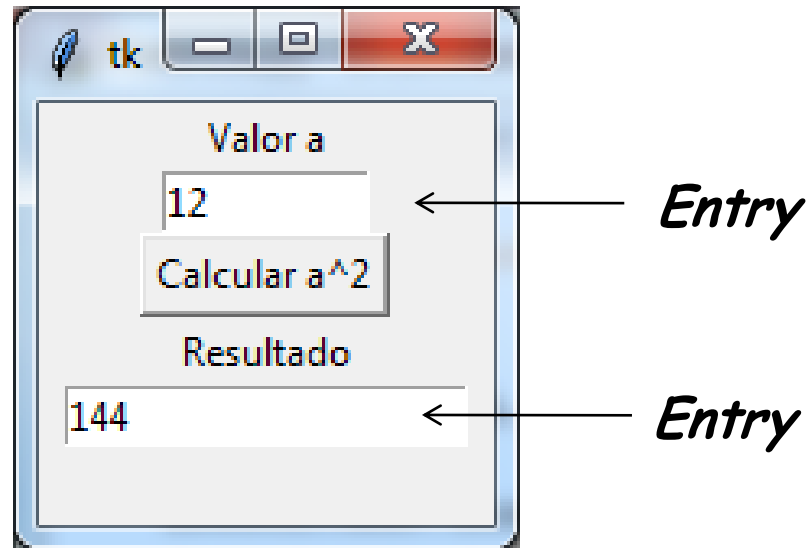 tk
Valor a
12
Entry
Calcular a^2
Resultado
144
Entry